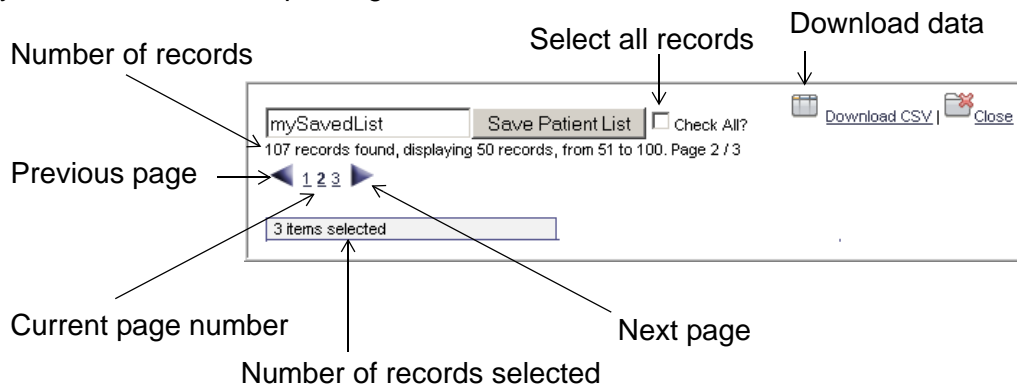 Download data
Select all records
Number of records
mySavedList Save Patient List Check All? Download CSV | Close
107 records found, displaying 50 records, from 51 to 100. Page 2 / 3
Previous page
1 2 3
3 items selected
Current page number
Next page
Number of records selected